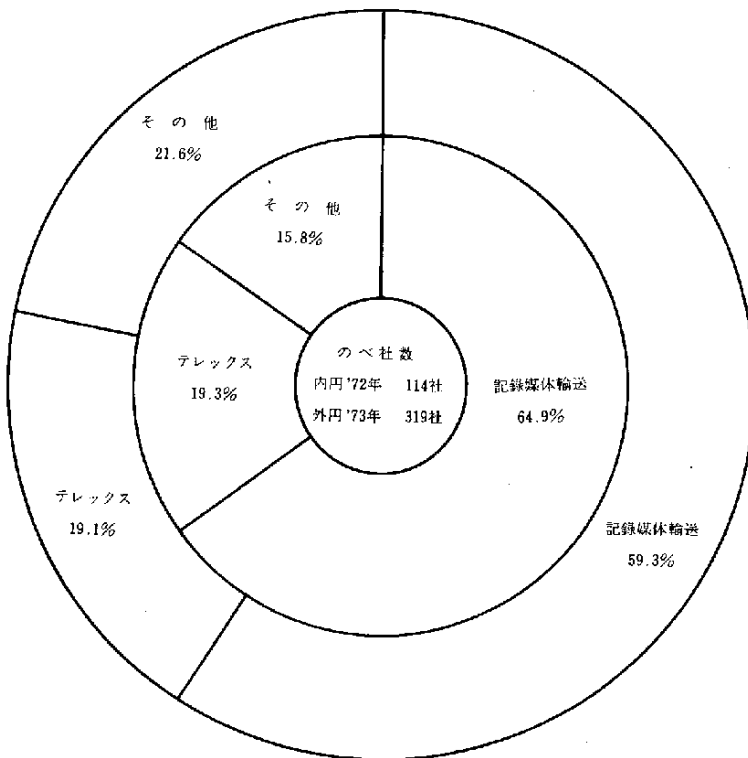 その他
21.6%
その他
15.8%
のべ社数
内円'72年 114社
外円'73年 319社
テレックス
19.3%
記録媒体輸送
64.9%
テレックス
19.1%
記録媒体輸送
59.3%